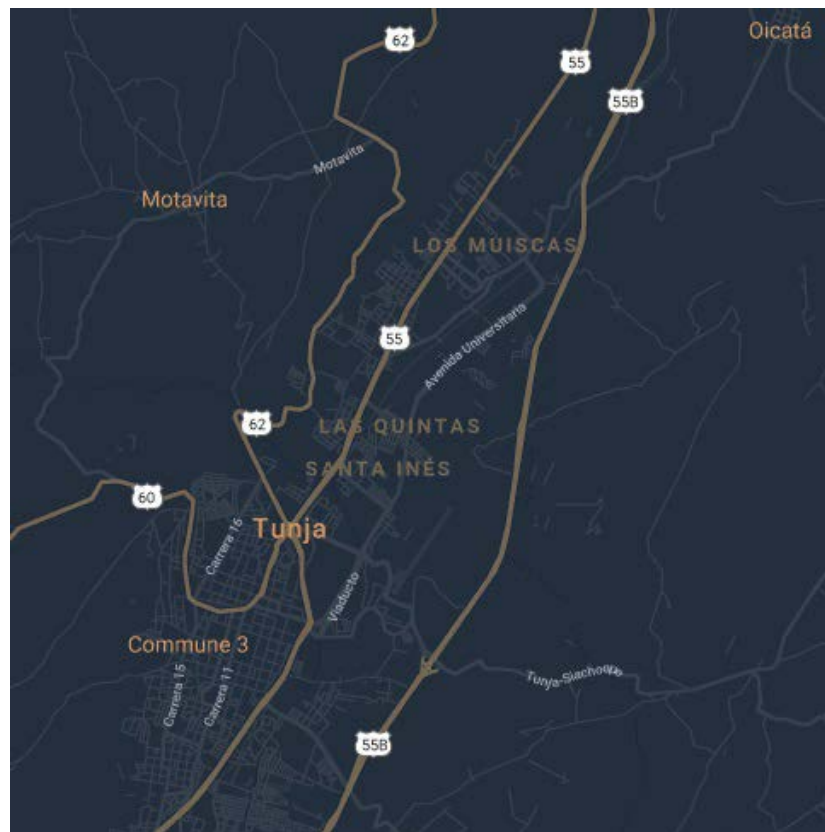 Oicatá
62
55
55B
Motavita
Motavita
LOS MUISCAS
Avenida Universitaria
55
62
LAS QUINTAS
SANTA INÉS
60
Tunja
Carrera 16
Viaducto
Commune 3
Carrera 15
Carrera 11
Tunja-Siachoque
55B